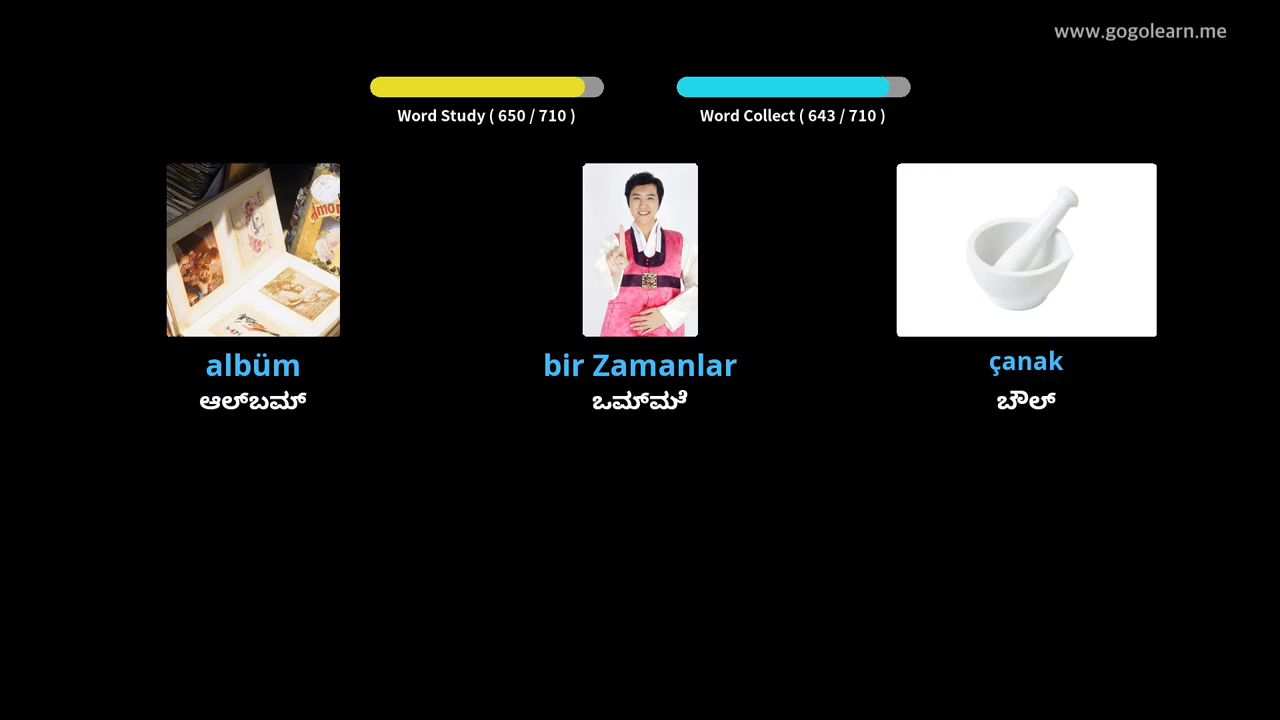 www.gogolearn.me
Word Study ( 650 / 710 )
Word Collect ( 643 / 710 )
albüm
ಆಲ್‌ಬಮ್
bir Zamanlar
ಒಮ್ಮೆ
çanak
ಬೌಲ್